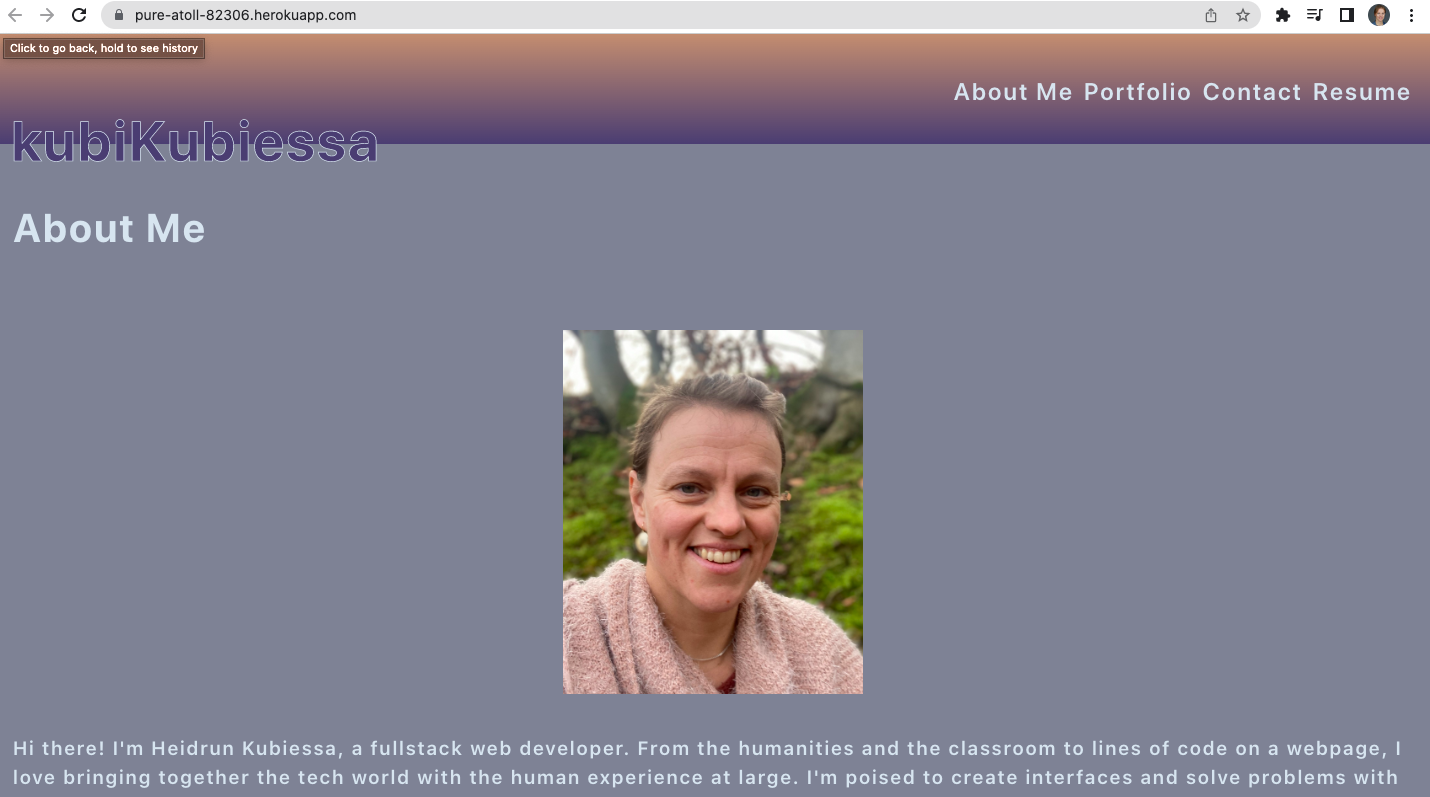 pure-atoll-82306.herokuapp.com
Click to go back, hold to see history
About Me Portfolio Contact Resume
kubiKubiessa
About Me
Hi there! I'm Heidrun Kubiessa, a fullstack web developer. From the humanities and the classroom to lines of code on a webpage, I
love bringing together the tech world with the human experience at large. I'm poised to create interfaces and solve problems with